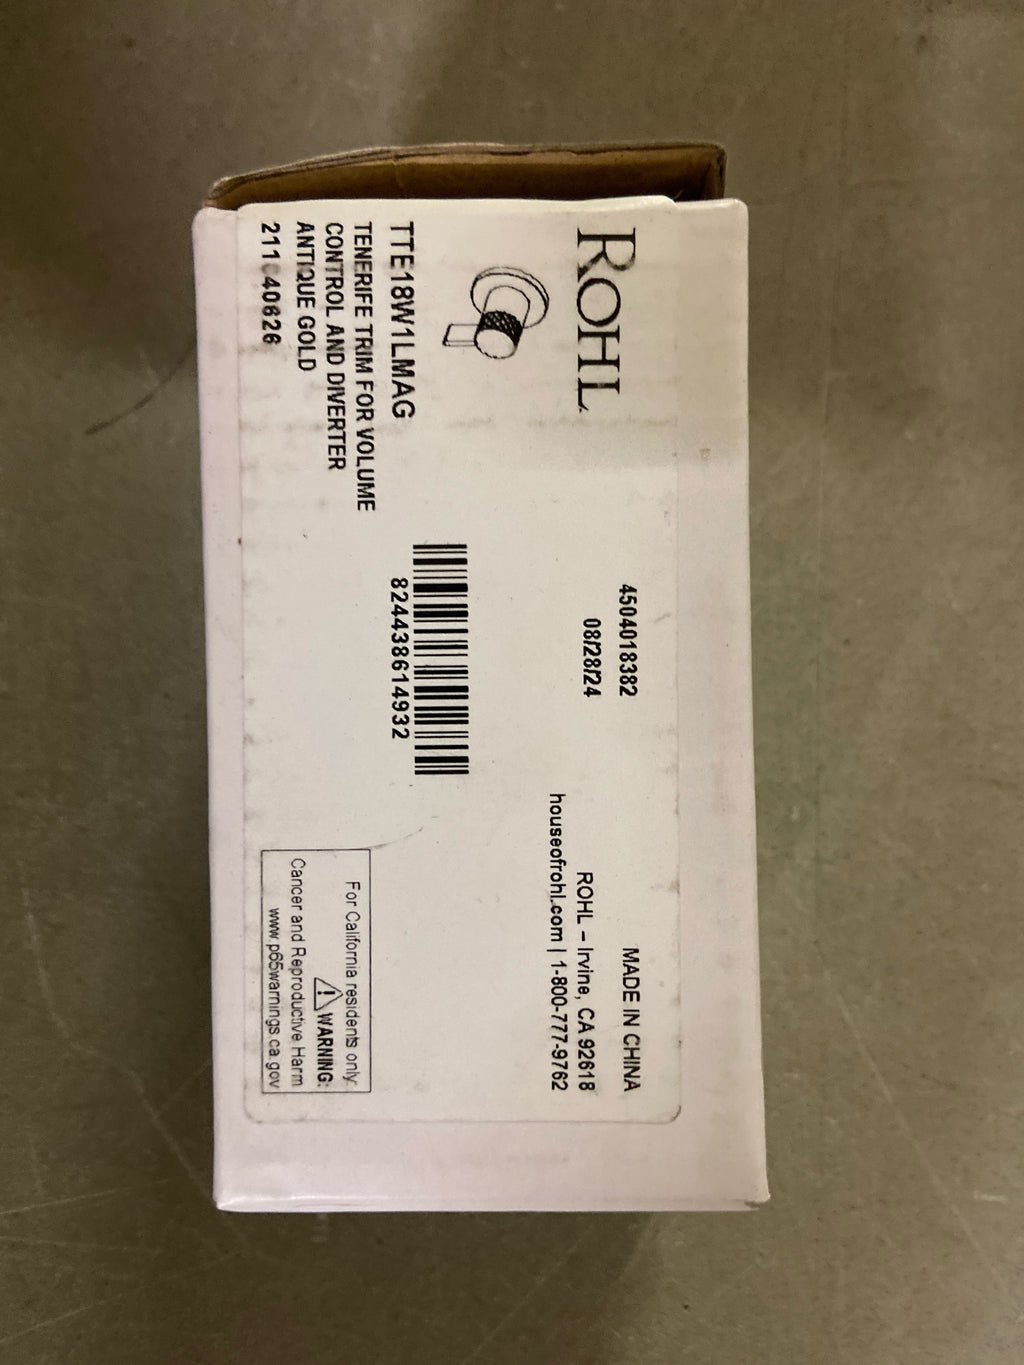 ROHL
TTE18W1LMAG
TENERIFE TRIM FOR VOLUME
CONTROL AND DIVERTER
ANTIQUE GOLD
4504018382
08/28/24
824438614932
MADE IN CHINA
ROHL – Irvine, CA 92618
houseofrohl.com | 1-800-777-9762
For California residents only:
WARNING:
Cancer and Reproductive Harm
www.p65warnings.ca.gov